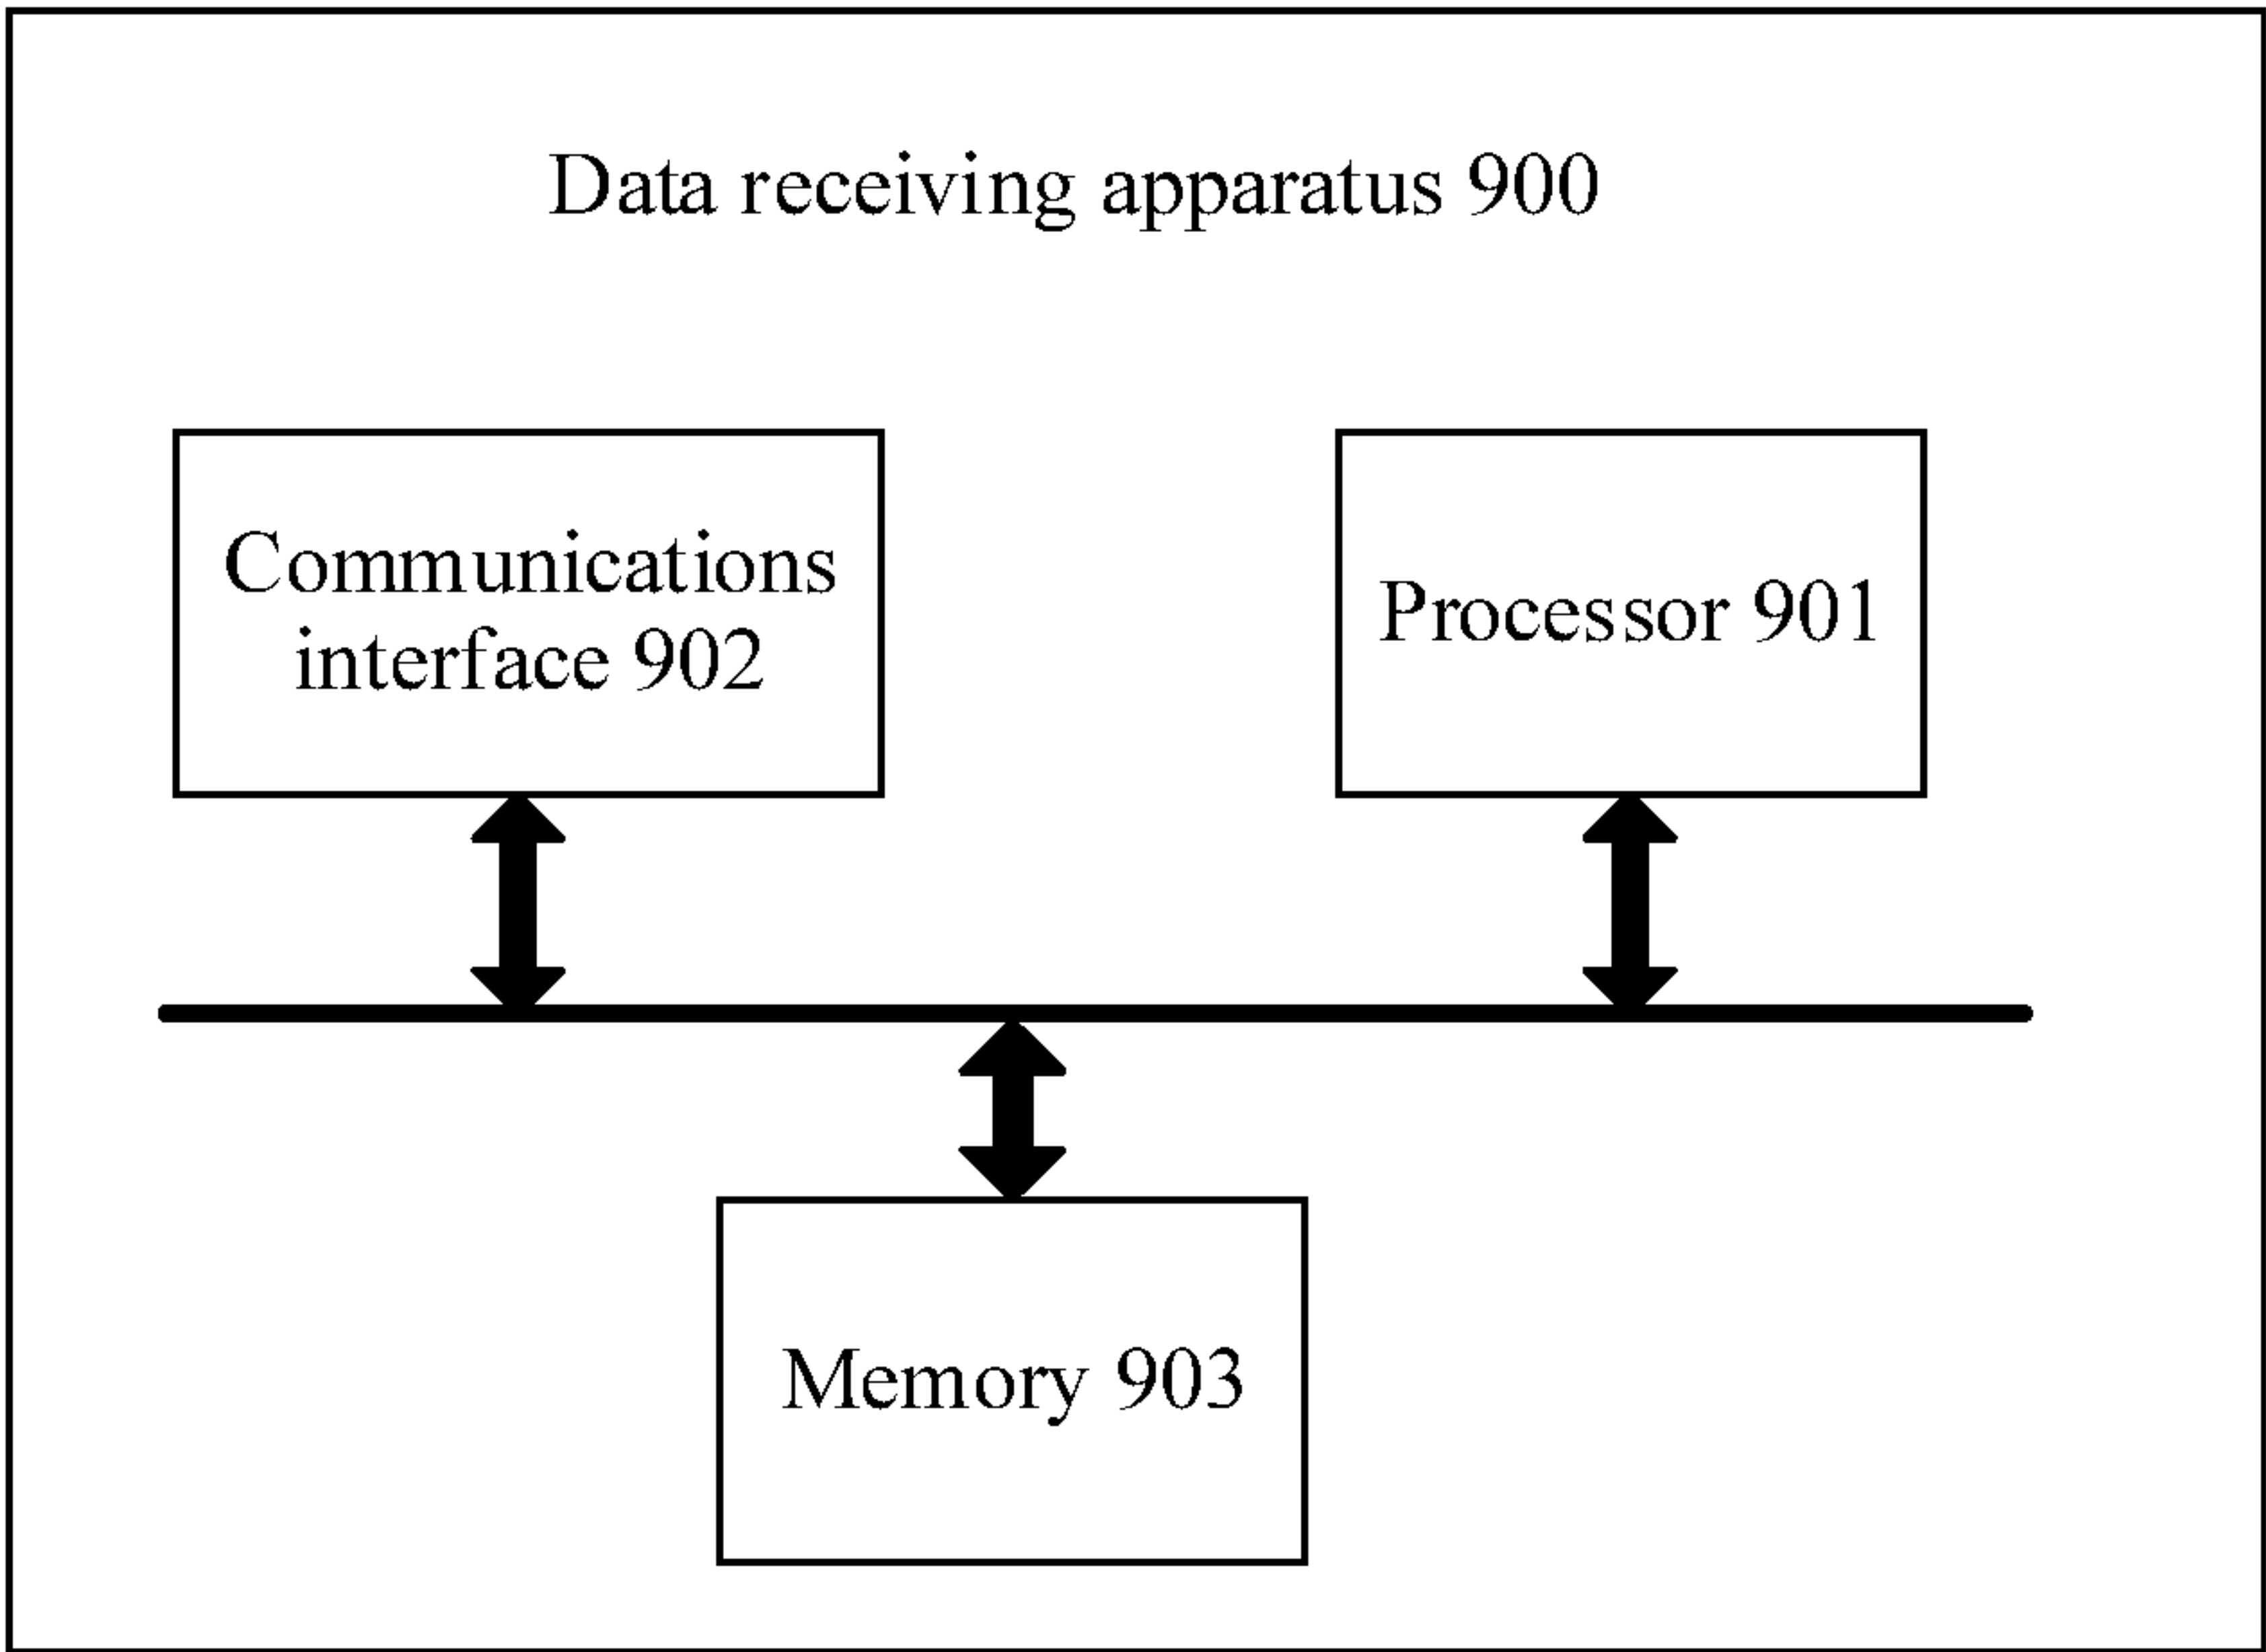 Data receiving apparatus 900
Communications
interface 902
Processor 901
Memory 903